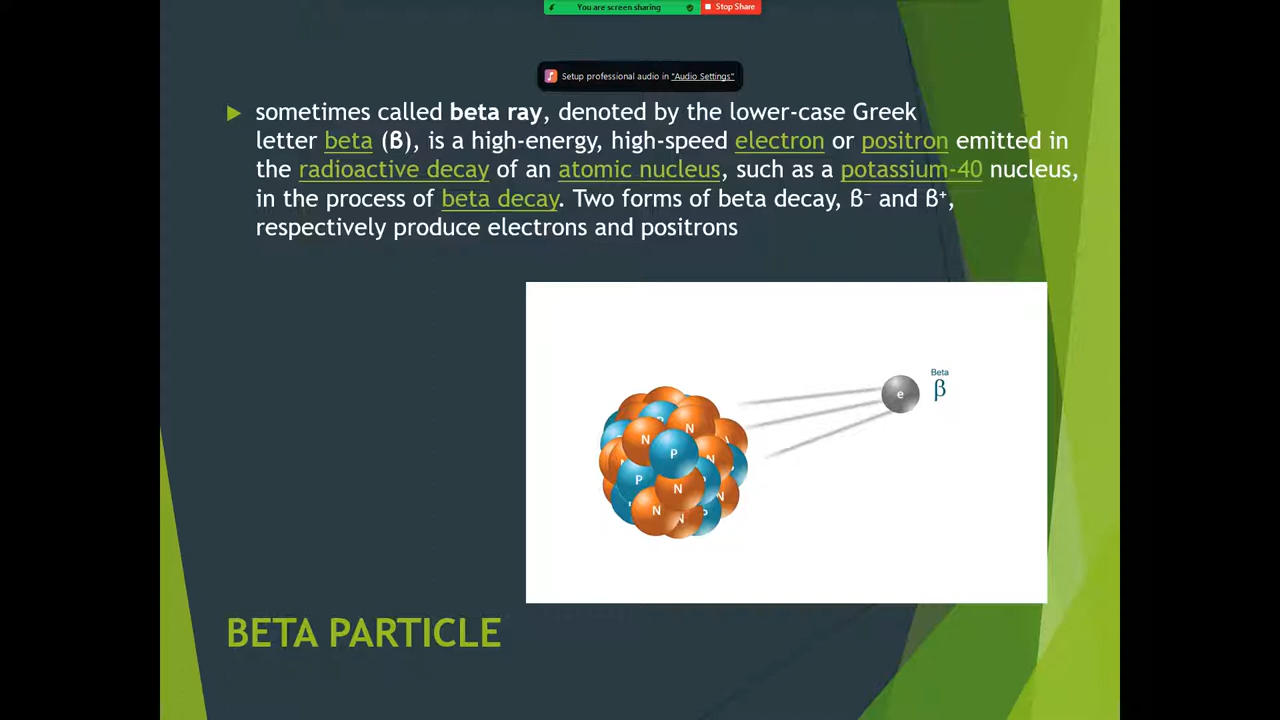 You are screen sharing Stop Share
Setup professional audio in "Audio Settings"
sometimes called beta ray, denoted by the lower-case Greek
letter beta (β), is a high-energy, high-speed electron or positron emitted in
the radioactive decay of an atomic nucleus, such as a potassium-40 nucleus,
in the process of beta decay. Two forms of beta decay, β⁻ and β⁺,
respectively produce electrons and positrons
Beta
β
e
P
N
N
P
N
P
N
N
N
N
BETA PARTICLE